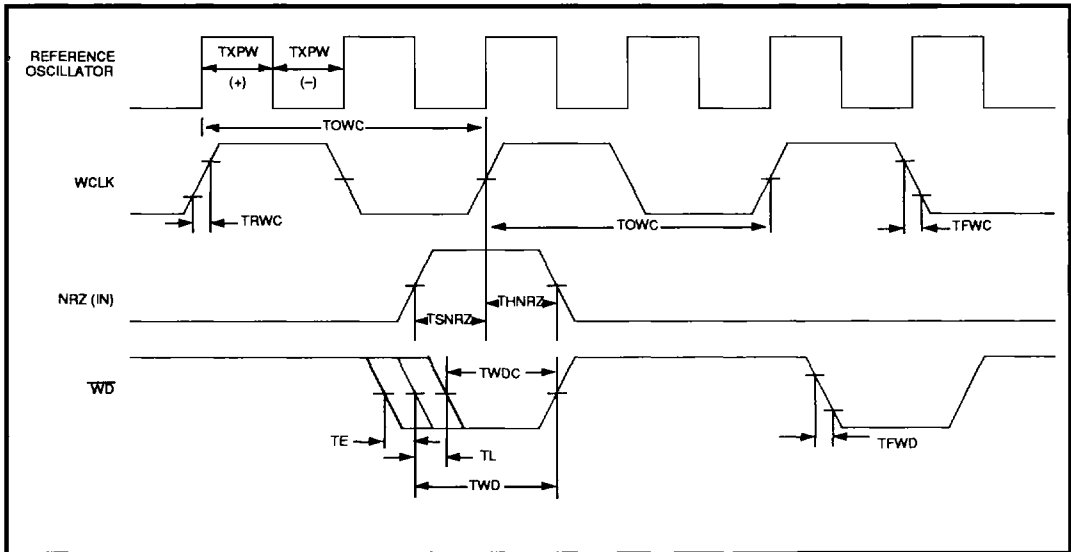 REFERENCE
OSCILLATOR
TXPW
(+)
TXPW
(–)
TOWC
WCLK
TRWC
TOWC
TFWC
NRZ (IN)
TSNRZ
THNRZ
WD
TWDC
TE
TL
TWD
TFWD